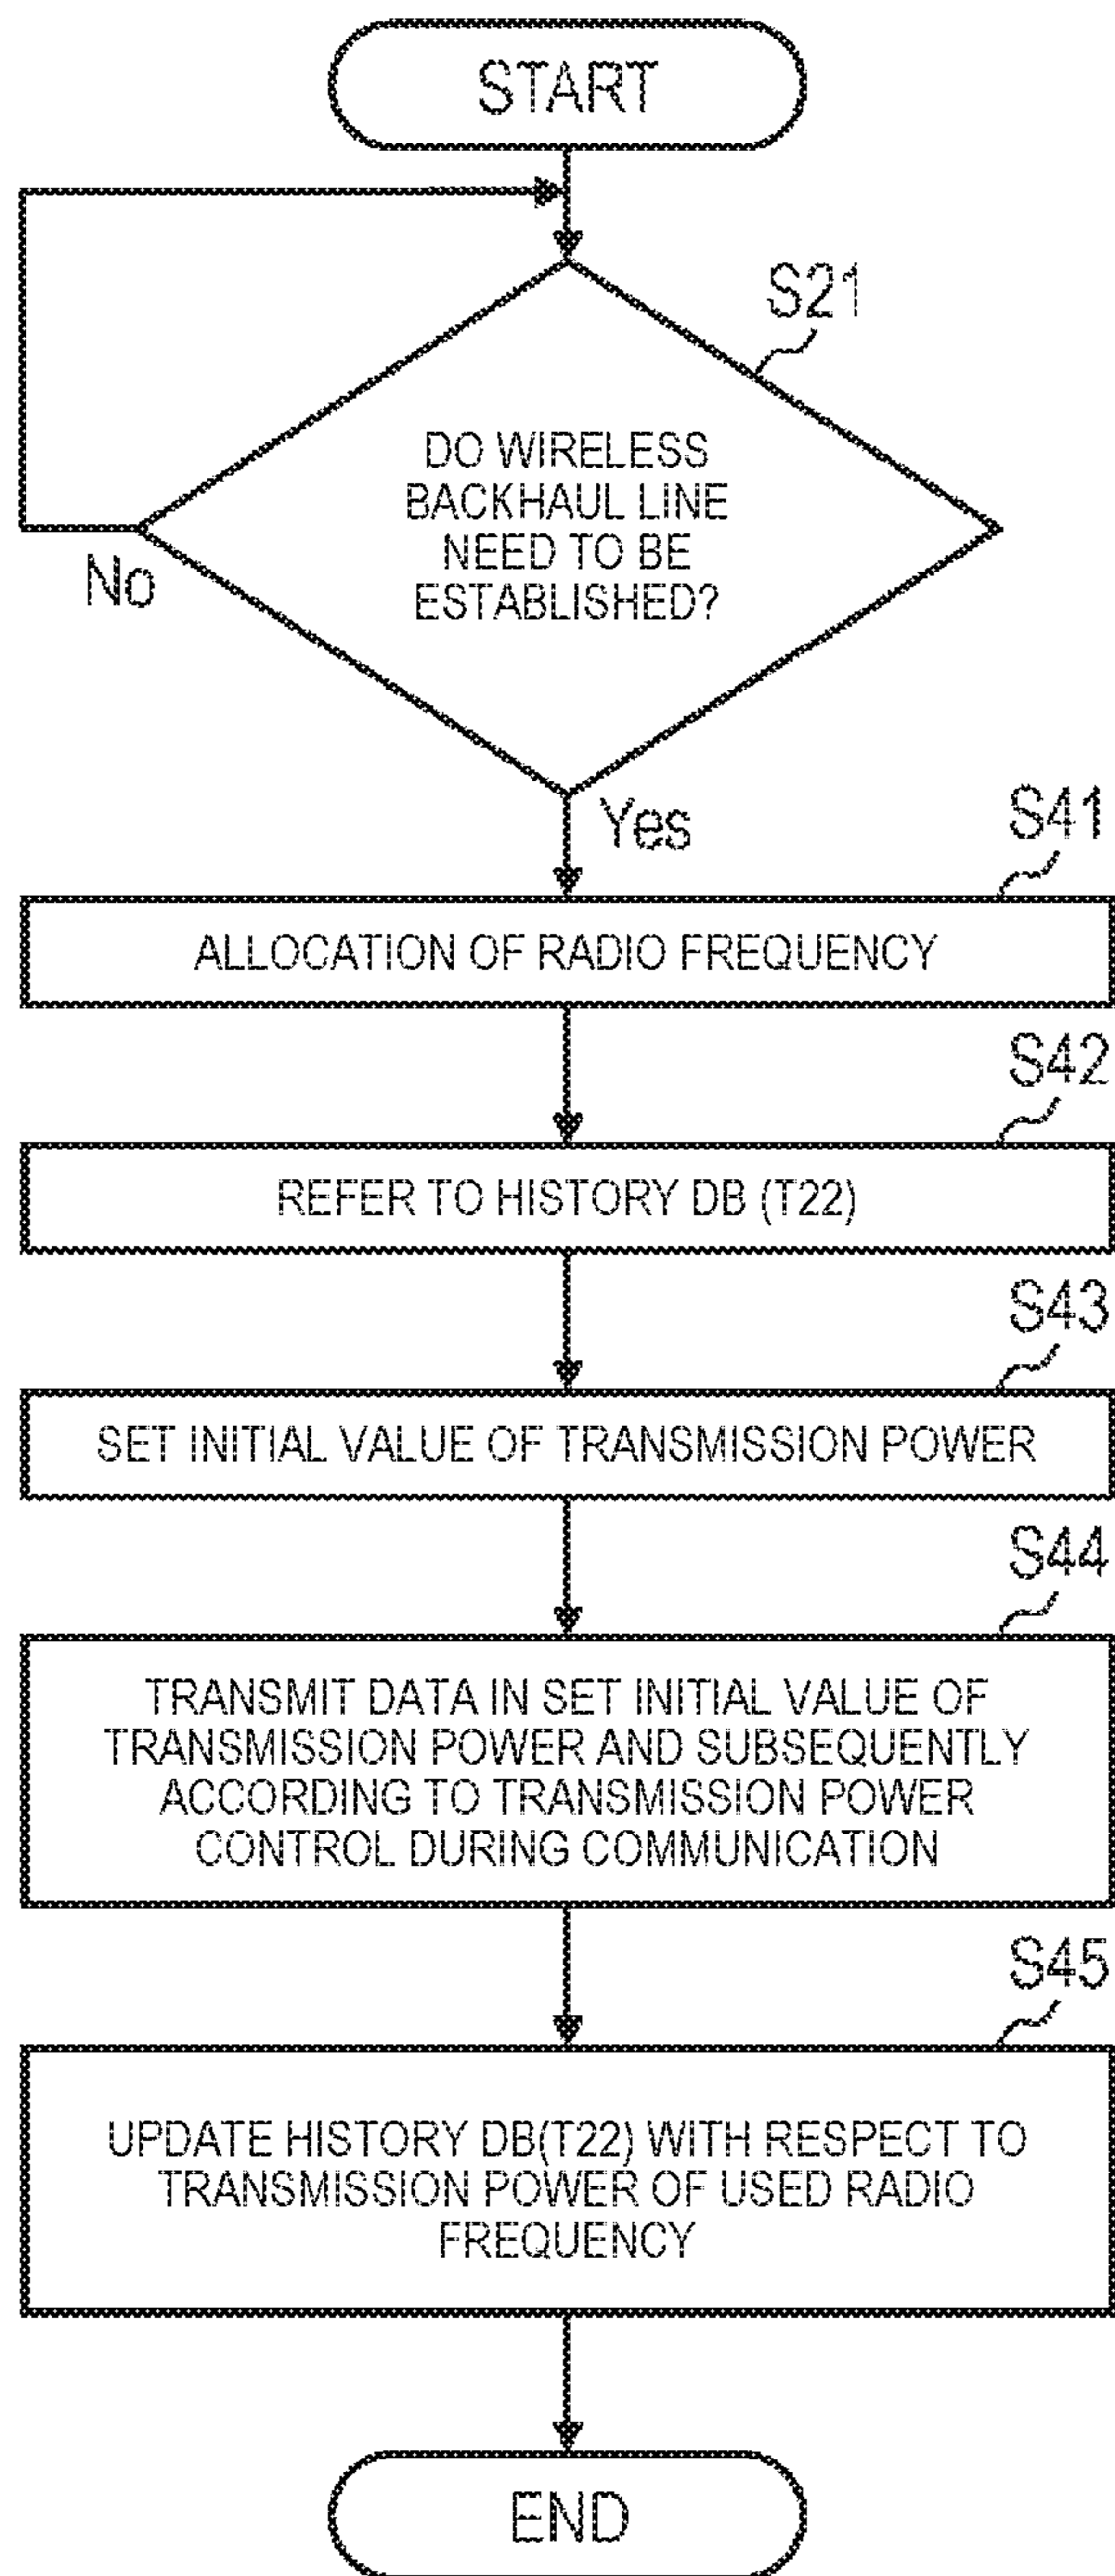 START
S21
DO WIRELESS
BACKHAUL LINE
NEED TO BE
ESTABLISHED?
No
Yes
S41
ALLOCATION OF RADIO FREQUENCY
S42
REFER TO HISTORY DB (T22)
S43
SET INITIAL VALUE OF TRANSMISSION POWER
S44
TRANSMIT DATA IN SET INITIAL VALUE OF
TRANSMISSION POWER AND SUBSEQUENTLY
ACCORDING TO TRANSMISSION POWER
CONTROL DURING COMMUNICATION
S45
UPDATE HISTORY DB(T22) WITH RESPECT TO
TRANSMISSION POWER OF USED RADIO
FREQUENCY
END